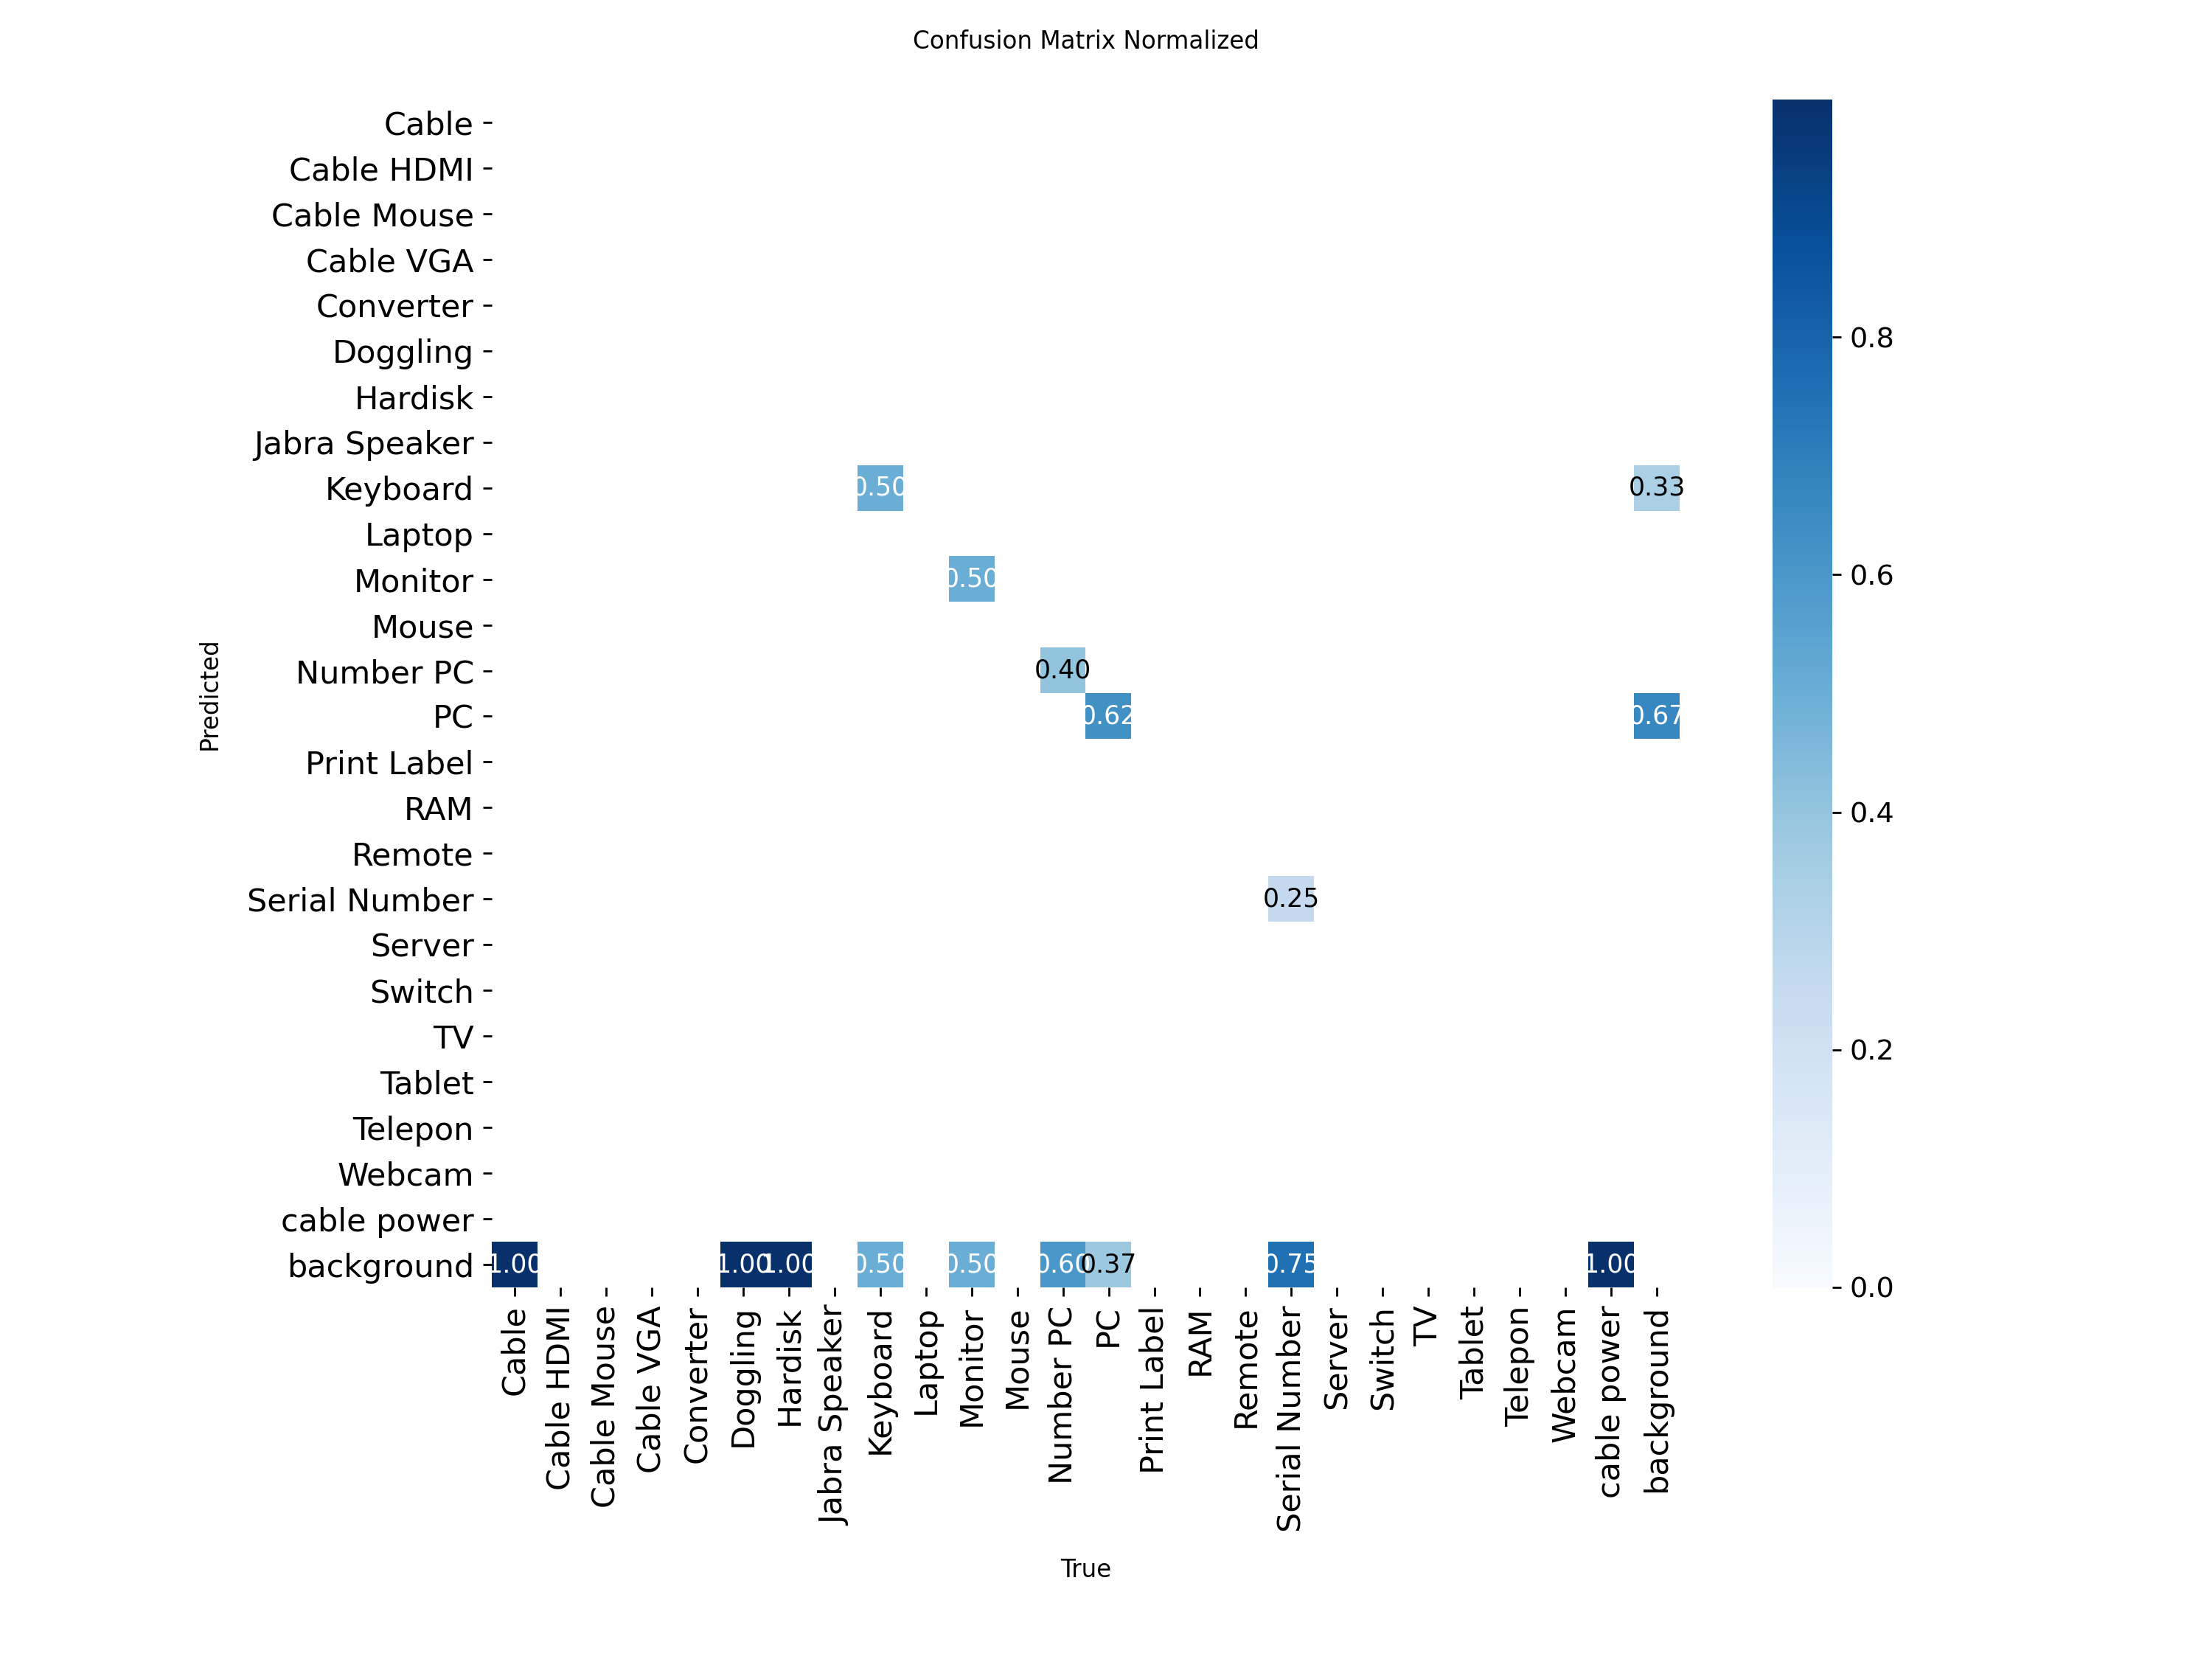 Confusion Matrix Normalized
Cable
Cable HDMI
Cable Mouse
Cable VGA
Converter
Doggling
Hardisk
Jabra Speaker
Keyboard
0.50
0.33
Laptop
Monitor
0.50
Mouse
Number PC
0.40
PC
0.62
0.67
Print Label
RAM
Remote
Serial Number
0.25
Server
Switch
TV
Tablet
Telepon
Webcam
cable power
background
1.00
1.00
1.00
0.50
0.50
0.60
0.37
0.75
1.00
Predicted
Cable
Cable HDMI
Cable Mouse
Cable VGA
Converter
Doggling
Hardisk
Jabra Speaker
Keyboard
Laptop
Monitor
Mouse
Number PC
PC
Print Label
RAM
Remote
Serial Number
Server
Switch
TV
Tablet
Telepon
Webcam
cable power
background
True
0.8
0.6
0.4
0.2
0.0